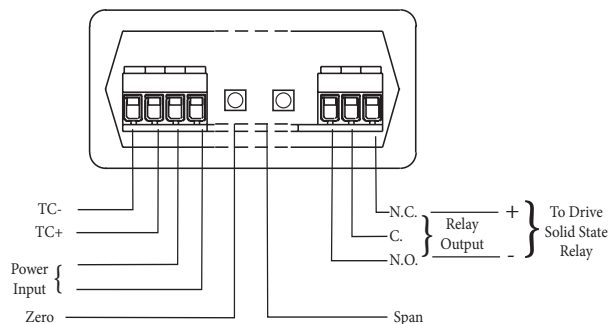 TC-
TC+
Power
Input
Zero
Span
N.C.
C.
N.O.
Relay
Output
+
-
To Drive
Solid State
Relay